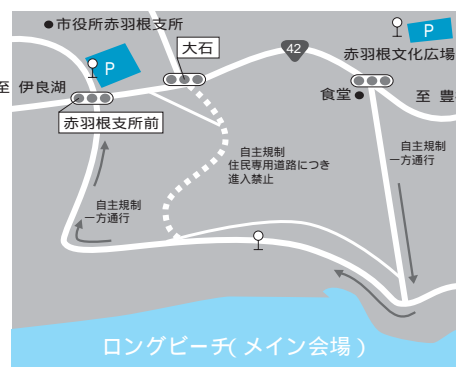 ●市役所赤羽根支所
P
大石
42
P
赤羽根文化広場
至 伊良湖
食堂●
至 豊
赤羽根支所前
自主規制
一方通行
自主規制
住民専用道路につき
進入禁止
自主規制
一方通行
ロングビーチ(メイン会場)